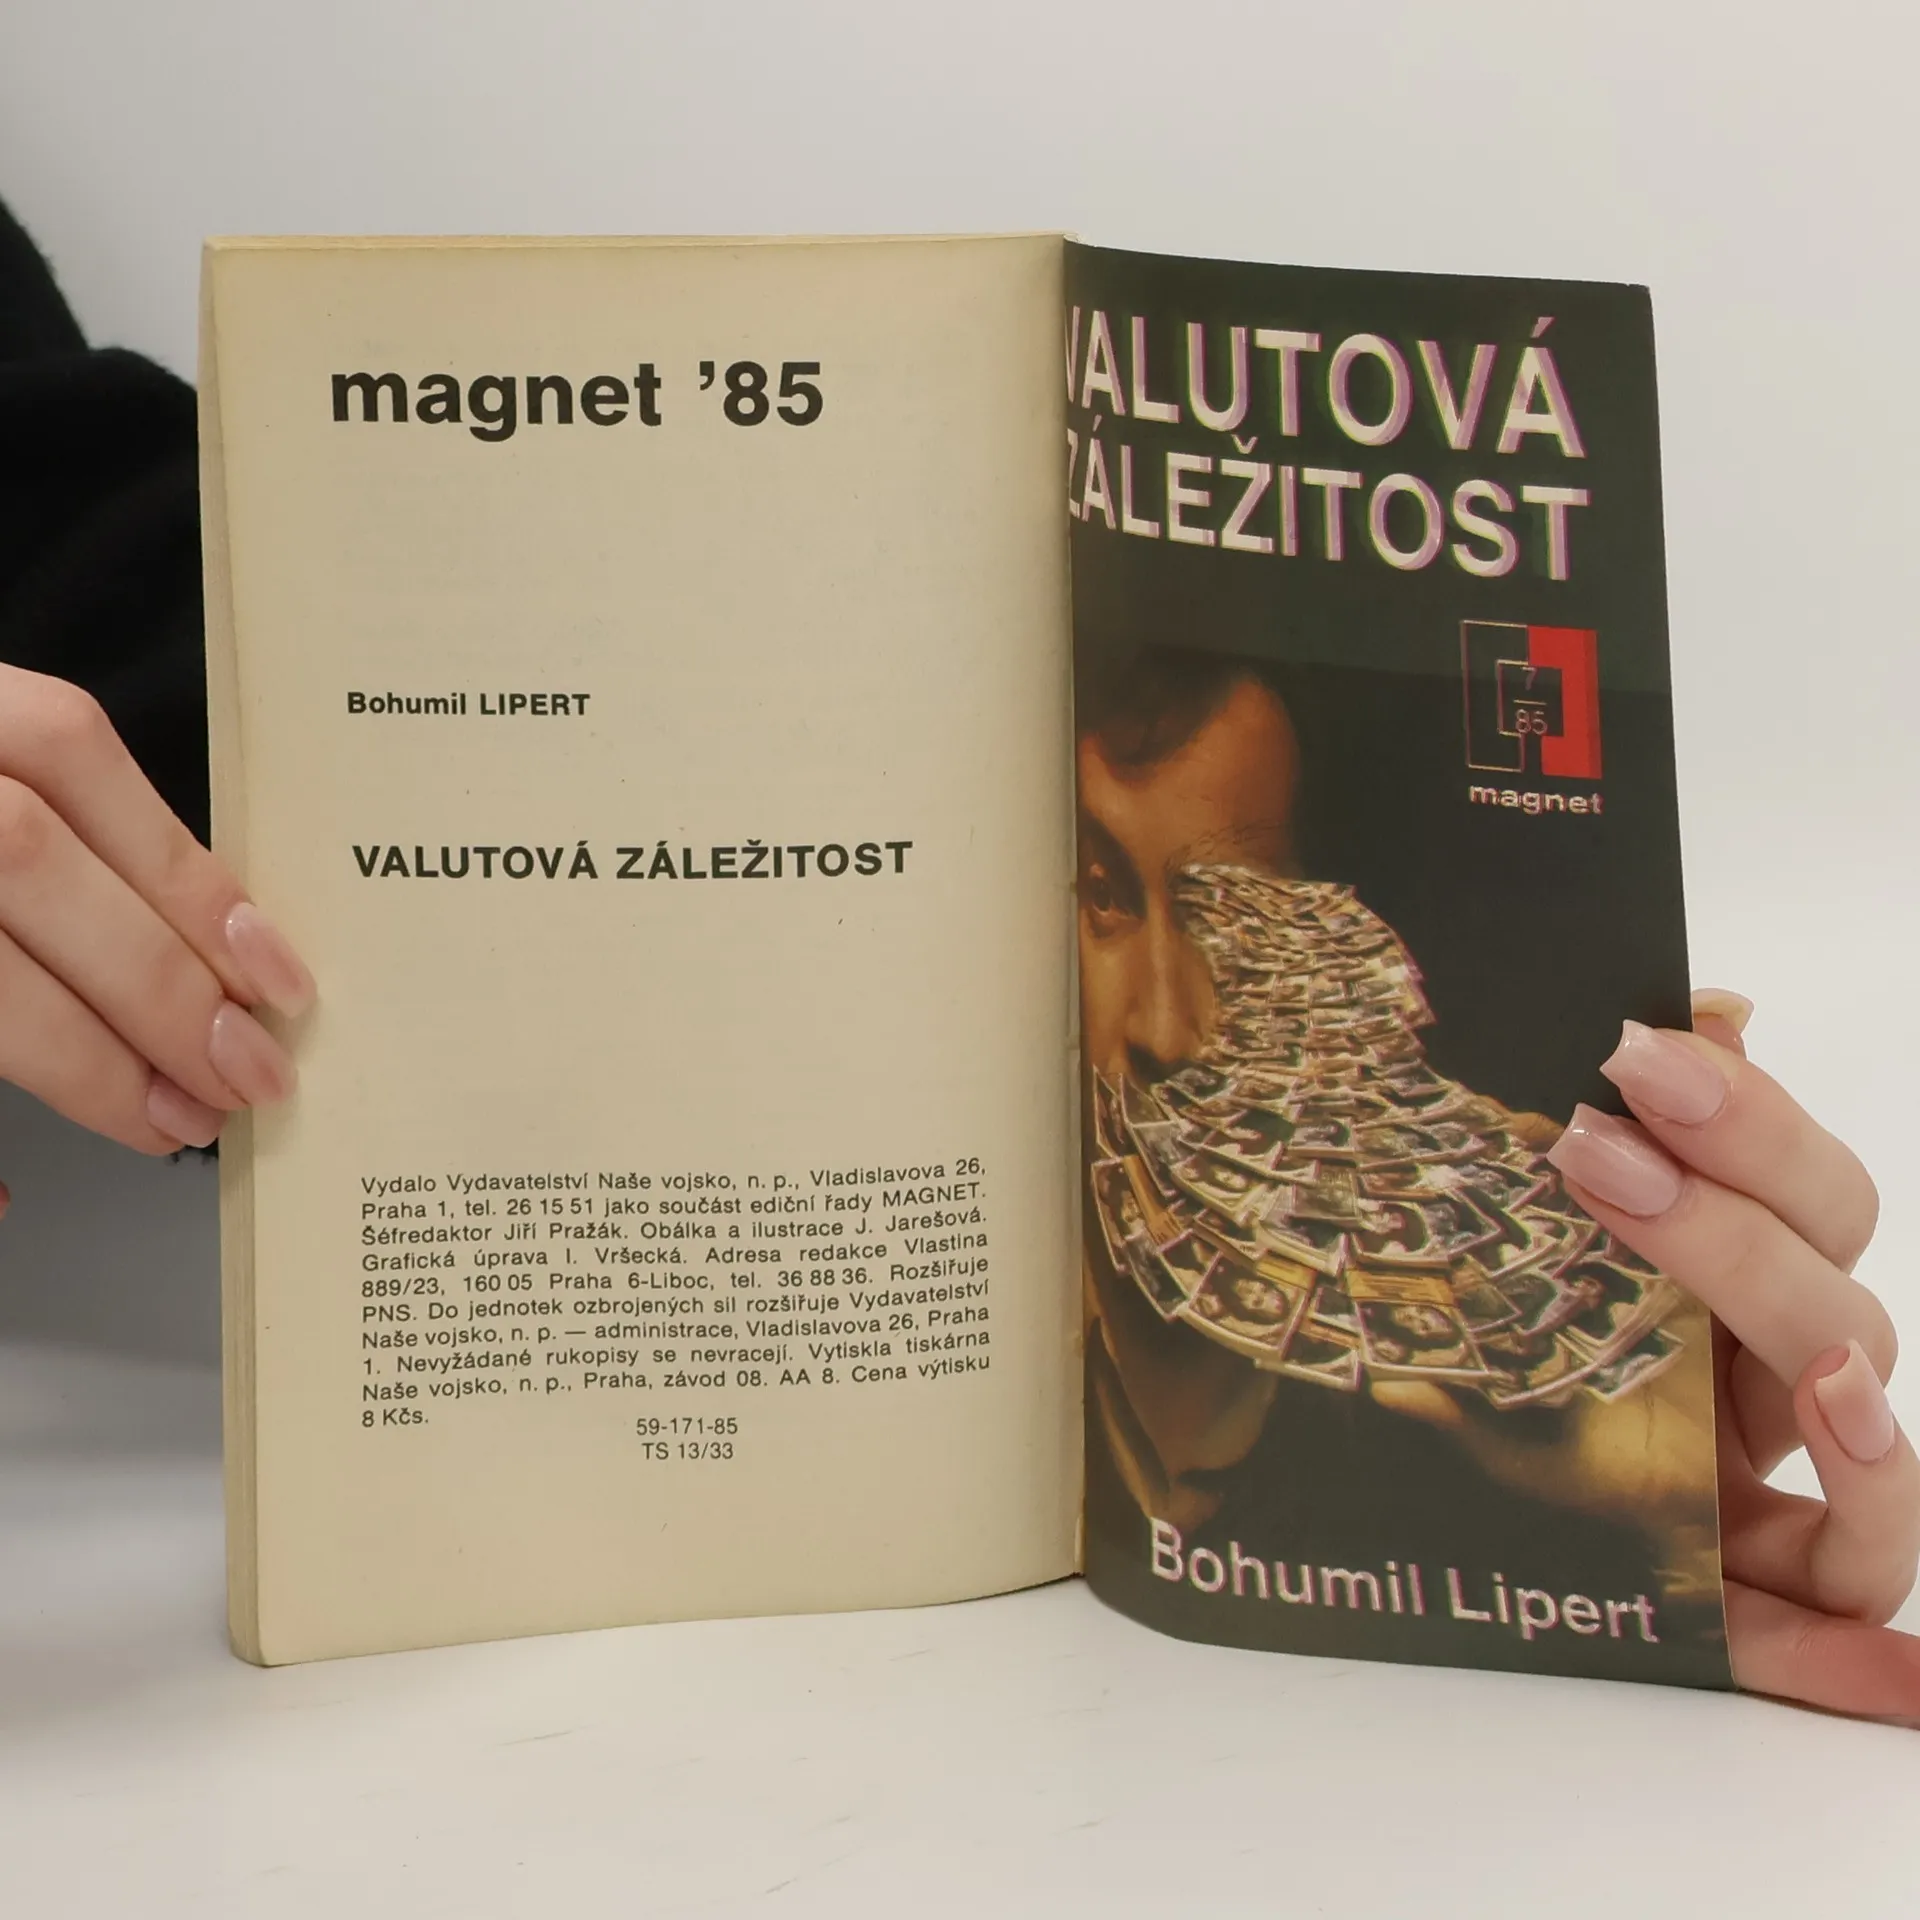 magnet ’85
Bohumil LIPERT
VALUTOVÁ ZÁLEŽITOST
Vydalo Vydavatelství Naše vojsko, n. p., Vladislavova 26,
Praha 1, tel. 26 15 51 jako součást ediční řady MAGNET.
Šéfredaktor Jiří Pražák. Obálka a ilustrace J. Jarešová.
Grafická úprava I. Vršecká. Adresa redakce Vlastina
889/23, 160 05 Praha 6-Liboc, tel. 36 88 36. Rozšiřuje
PNS. Do jednotek ozbrojených sil rozšiřuje Vydavatelství
Naše vojsko, n. p. — administrace, Vladislavova 26, Praha
1. Nevyžádané rukopisy se nevracejí. Vytiskla tiskárna
Naše vojsko, n. p., Praha, závod 08. AA 8. Cena výtisku
8 Kčs.
59-171-85
TS 13/33
VALUTOVÁ
ZÁLEŽITOST
7
85
magnet
Bohumil Lipert